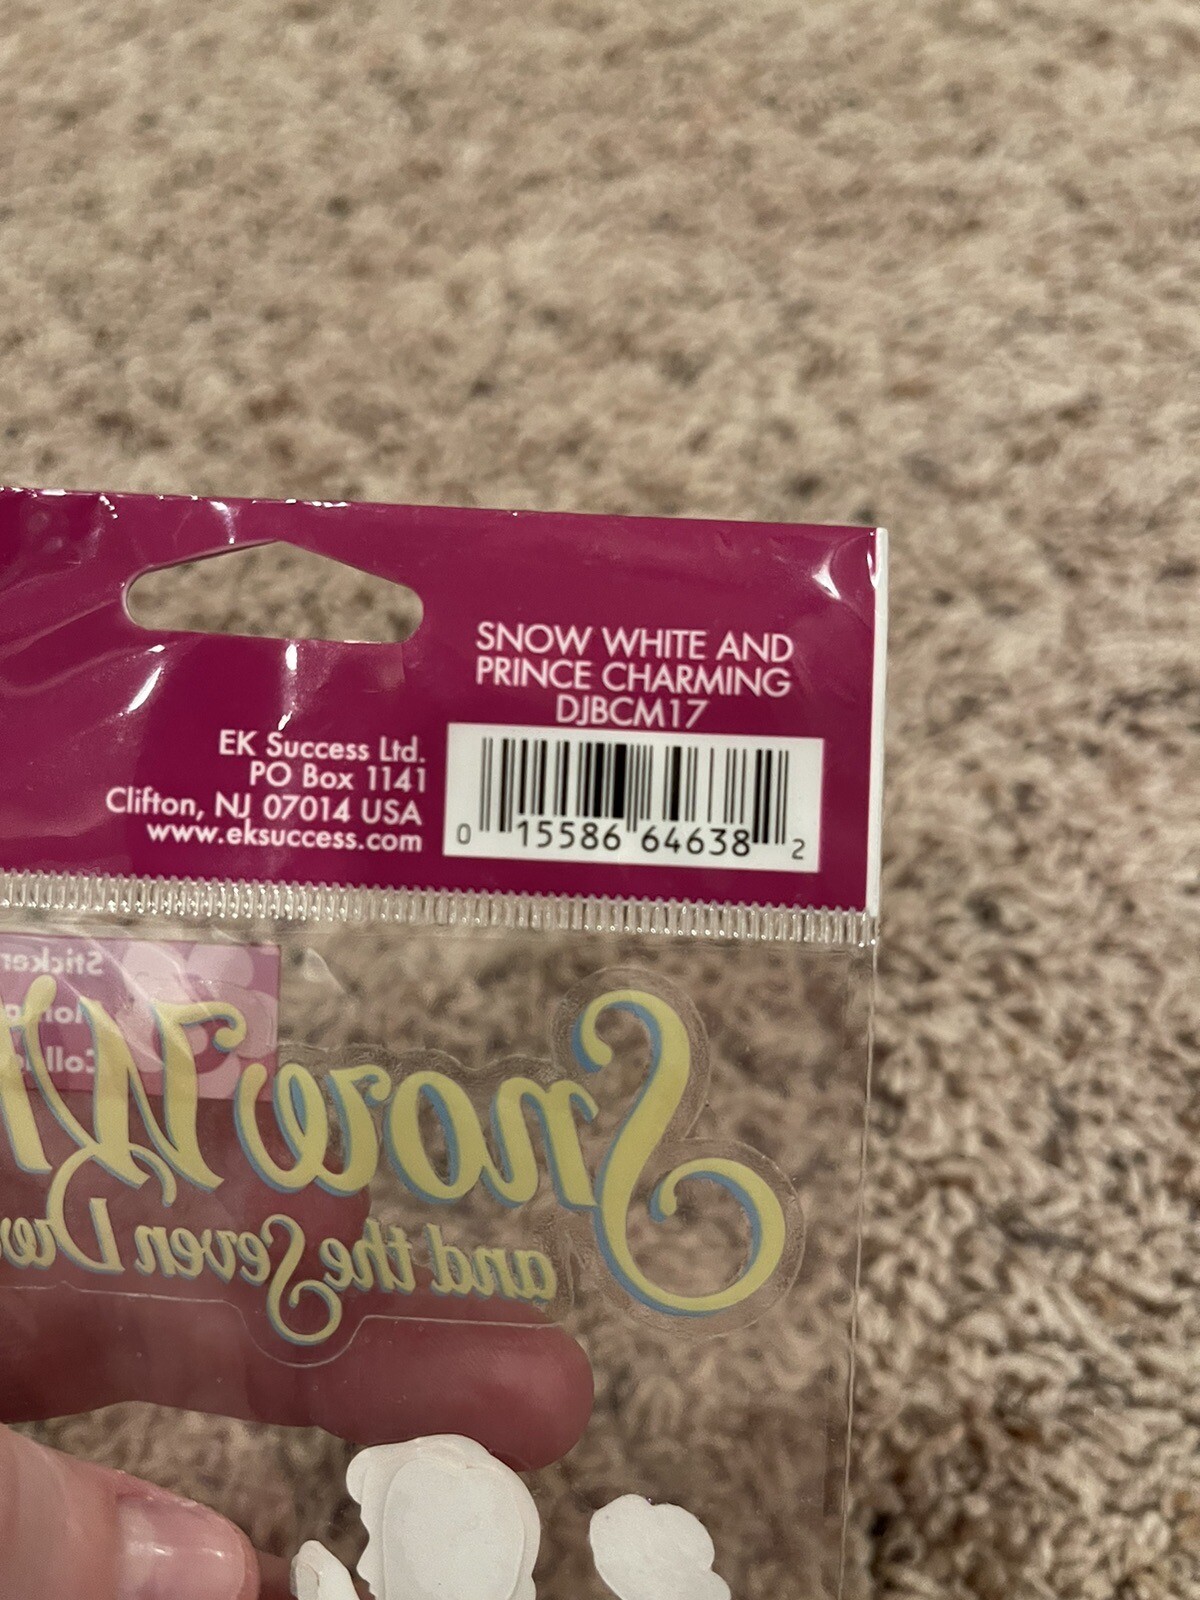 SNOW WHITE AND
PRINCE CHARMING
DJBCM17
EK Success Ltd.
PO Box 1141
Clifton, NJ 07014 USA
www.eksuccess.com
0 15586 64638 2
Sticker
Snow Wh
and the Seven Dw